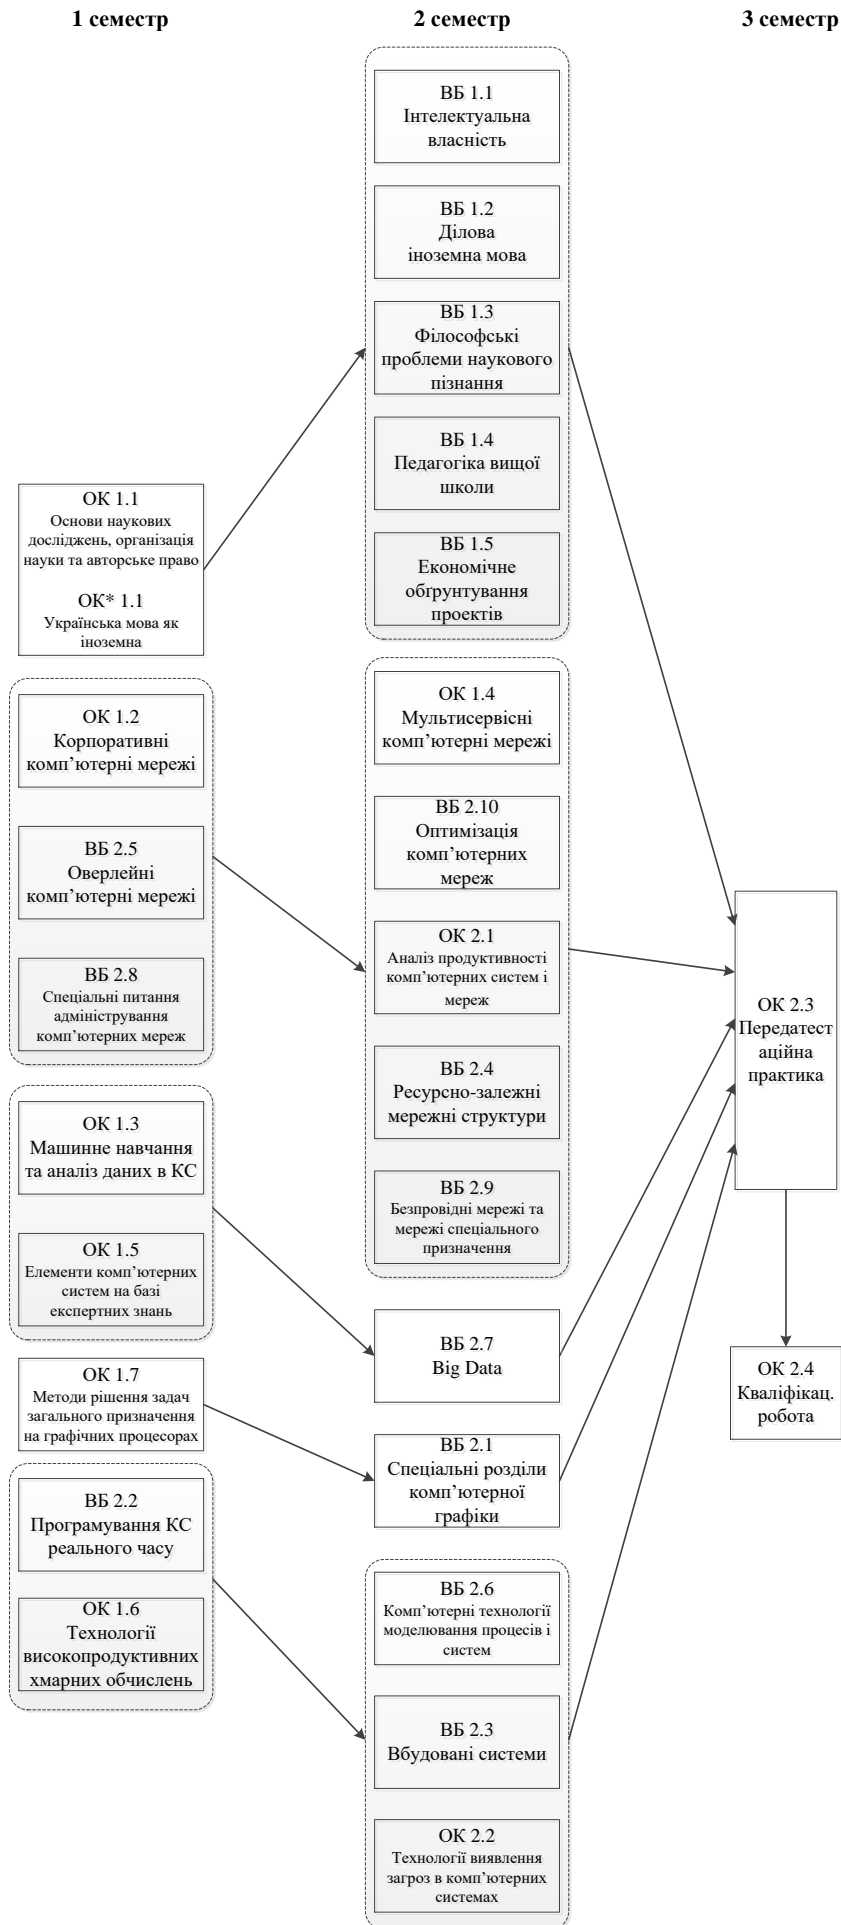 1 семестр
2 семестр
3 семестр
ОК 1.1
Основи наукових
досліджень, організація
науки та авторське право
ОК* 1.1
Українська мова як
іноземна
ОК 1.2
Корпоративні
комп’ютерні мережі
ВБ 2.5
Оверлейні
комп’ютерні мережі
ВБ 2.8
Спеціальні питання
адміністрування
комп’ютерних мереж
ОК 1.3
Машинне навчання
та аналіз даних в КС
ОК 1.5
Елементи комп’ютерних
систем на базі
експертних знань
ОК 1.7
Методи рішення задач
загального призначення
на графічних процесорах
ВБ 2.2
Програмування КС
реального часу
ОК 1.6
Технології
високопродуктивних
хмарних обчислень
ВБ 1.1
Інтелектуальна
власність
ВБ 1.2
Ділова
іноземна мова
ВБ 1.3
Філософські
проблеми наукового
пізнання
ВБ 1.4
Педагогіка вищої
школи
ВБ 1.5
Економічне
обґрунтування
проектів
ОК 1.4
Мультисервісні
комп’ютерні мережі
ВБ 2.10
Оптимізація
комп’ютерних
мереж
ОК 2.1
Аналіз продуктивності
комп’ютерних систем і
мереж
ВБ 2.4
Ресурсно-залежні
мережні структури
ВБ 2.9
Безпровідні мережі та
мережі спеціального
призначення
ВБ 2.7
Big Data
ВБ 2.1
Спеціальні розділи
комп’ютерної
графіки
ВБ 2.6
Комп’ютерні технології
моделювання процесів і
систем
ВБ 2.3
Вбудовані системи
ОК 2.2
Технології виявлення
загроз в комп’ютерних
системах
ОК 2.3
Передатест
аційна
практика
ОК 2.4
Кваліфікац.
робота